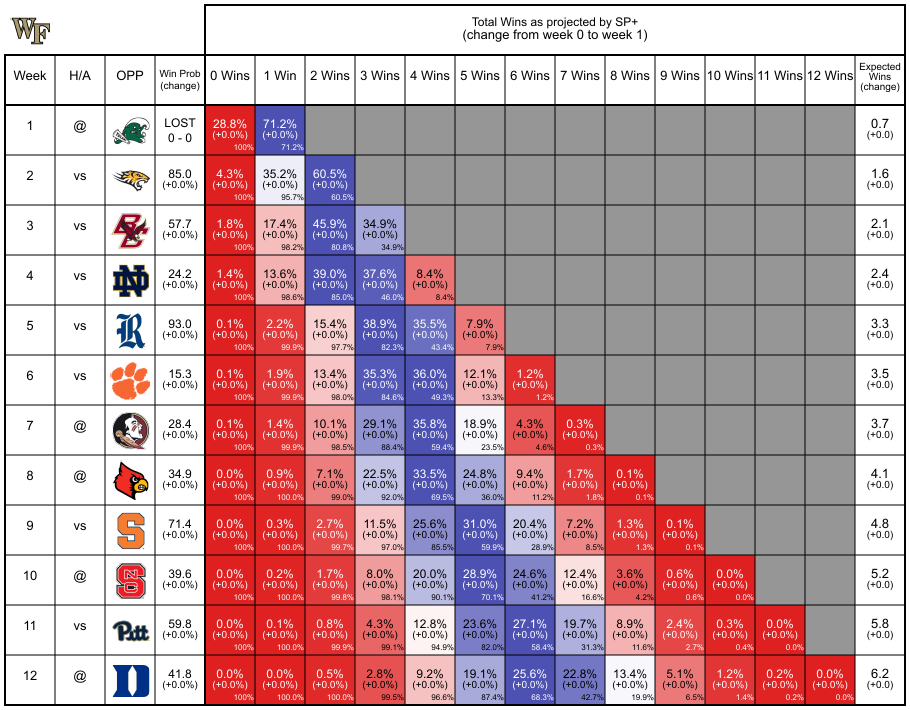 WF
Total Wins as projected by SP+
(change from week 0 to week 1)
Week H/A OPP Win Prob (change) 0 Wins 1 Win 2 Wins 3 Wins 4 Wins 5 Wins 6 Wins 7 Wins 8 Wins 9 Wins 10 Wins 11 Wins 12 Wins Expected Wins (change)
1 @ LOST 28.8% 71.2% 0.7
0 - 0 (+0.0%) (+0.0%) (+0.0)
100% 71.2%
2 vs 85.0 4.3% 35.2% 60.5% 1.6
(+0.0%) (+0.0%) (+0.0%) (+0.0%) (+0.0)
100% 95.7% 60.5%
3 vs BC 57.7 1.8% 17.4% 45.9% 34.9% 2.1
(+0.0%) (+0.0%) (+0.0%) (+0.0%) (+0.0%) (+0.0)
100% 98.2% 80.8% 34.9%
4 vs ND 24.2 1.4% 13.6% 39.0% 37.6% 8.4% 2.4
(+0.0%) (+0.0%) (+0.0%) (+0.0%) (+0.0%) (+0.0%) (+0.0)
100% 98.6% 85.0% 46.0% 8.4%
5 vs R 93.0 0.1% 2.2% 15.4% 38.9% 35.5% 7.9% 3.3
(+0.0%) (+0.0%) (+0.0%) (+0.0%) (+0.0%) (+0.0%) (+0.0%) (+0.0)
100% 99.9% 97.7% 82.3% 43.4% 7.9%
6 vs 15.3 0.1% 1.9% 13.4% 35.3% 36.0% 12.1% 1.2% 3.5
(+0.0%) (+0.0%) (+0.0%) (+0.0%) (+0.0%) (+0.0%) (+0.0%) (+0.0%) (+0.0)
100% 99.9% 98.0% 84.6% 49.3% 13.3% 1.2%
7 @ 28.4 0.1% 1.4% 10.1% 29.1% 35.8% 18.9% 4.3% 0.3% 3.7
(+0.0%) (+0.0%) (+0.0%) (+0.0%) (+0.0%) (+0.0%) (+0.0%) (+0.0%) (+0.0%) (+0.0)
100% 99.9% 98.5% 88.4% 59.4% 23.5% 4.6% 0.3%
8 @ 34.9 0.0% 0.9% 7.1% 22.5% 33.5% 24.8% 9.4% 1.7% 0.1% 4.1
(+0.0%) (+0.0%) (+0.0%) (+0.0%) (+0.0%) (+0.0%) (+0.0%) (+0.0%) (+0.0%) (+0.0%) (+0.0)
100% 100.0% 99.0% 92.0% 69.5% 36.0% 11.2% 1.8% 0.1%
9 vs S 71.4 0.0% 0.3% 2.7% 11.5% 25.6% 31.0% 20.4% 7.2% 1.3% 0.1% 4.8
(+0.0%) (+0.0%) (+0.0%) (+0.0%) (+0.0%) (+0.0%) (+0.0%) (+0.0%) (+0.0%) (+0.0%) (+0.0%) (+0.0)
100% 100.0% 99.7% 97.0% 85.5% 59.9% 28.9% 8.5% 1.3% 0.1%
10 @ NCS 39.6 0.0% 0.2% 1.7% 8.0% 20.0% 28.9% 24.6% 12.4% 3.6% 0.6% 0.0% 5.2
(+0.0%) (+0.0%) (+0.0%) (+0.0%) (+0.0%) (+0.0%) (+0.0%) (+0.0%) (+0.0%) (+0.0%) (+0.0%) (+0.0%) (+0.0)
100% 100.0% 99.8% 98.1% 90.1% 70.1% 41.2% 16.6% 4.2% 0.6% 0.0%
11 vs Pitt 59.8 0.0% 0.1% 0.8% 4.3% 12.8% 23.6% 27.1% 19.7% 8.9% 2.4% 0.3% 0.0% 5.8
(+0.0%) (+0.0%) (+0.0%) (+0.0%) (+0.0%) (+0.0%) (+0.0%) (+0.0%) (+0.0%) (+0.0%) (+0.0%) (+0.0%) (+0.0%) (+0.0)
100% 100.0% 99.9% 99.1% 94.9% 82.0% 58.4% 31.3% 11.6% 2.7% 0.4% 0.0%
12 @ D 41.8 0.0% 0.0% 0.5% 2.8% 9.2% 19.1% 25.6% 22.8% 13.4% 5.1% 1.2% 0.2% 0.0% 6.2
(+0.0%) (+0.0%) (+0.0%) (+0.0%) (+0.0%) (+0.0%) (+0.0%) (+0.0%) (+0.0%) (+0.0%) (+0.0%) (+0.0%) (+0.0%) (+0.0%) (+0.0)
100% 100.0% 100.0% 99.5% 96.6% 87.4% 68.3% 42.7% 19.9% 6.5% 1.4% 0.2% 0.0%